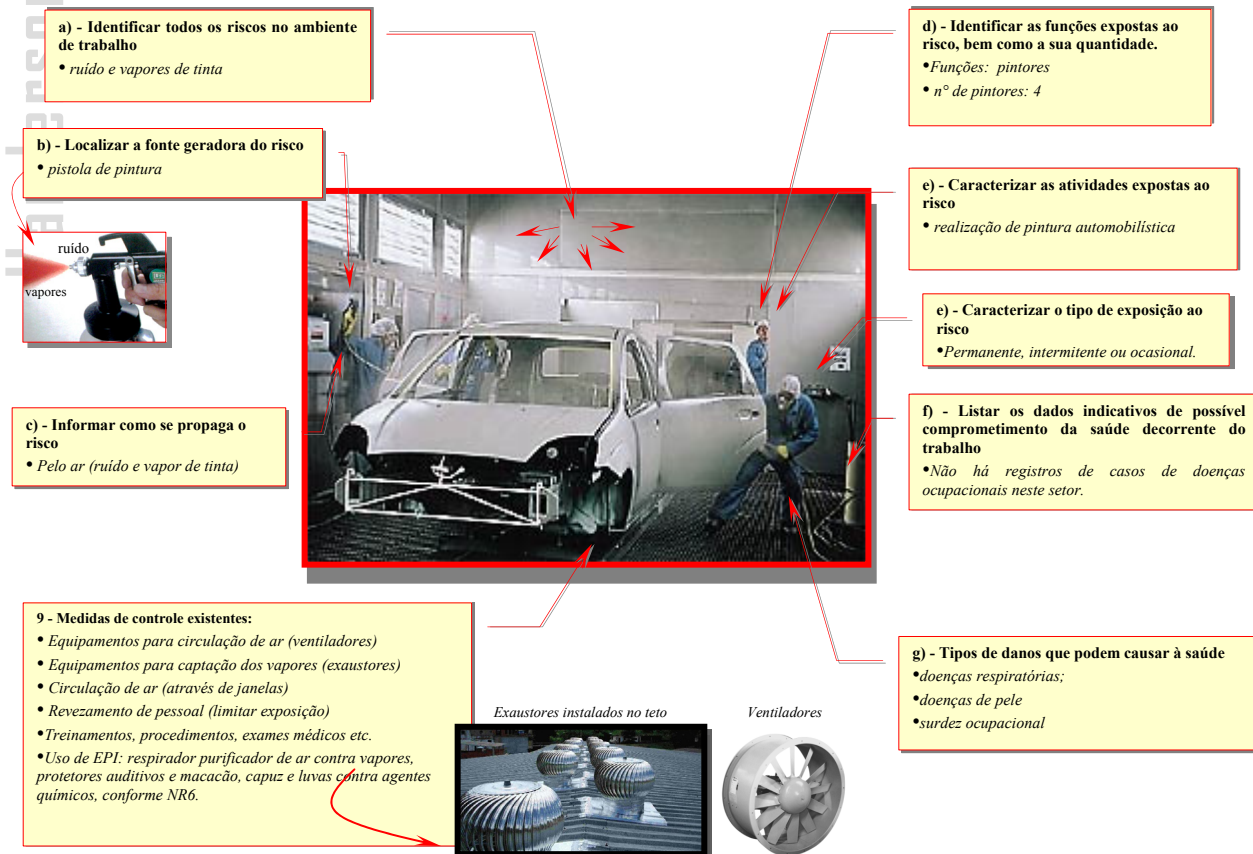 a) - Identificar todos os riscos no ambiente
de trabalho
• ruído e vapores de tinta
b) - Localizar a fonte geradora do risco
• pistola de pintura
ruído
vapores
c) - Informar como se propaga o
risco
• Pelo ar (ruído e vapor de tinta)
d) - Identificar as funções expostas ao
risco, bem como a sua quantidade.
•Funções: pintores
• n° de pintores: 4
e) - Caracterizar as atividades expostas ao
risco
• realização de pintura automobilística
e) - Caracterizar o tipo de exposição ao
risco
•Permanente, intermitente ou ocasional.
f) - Listar os dados indicativos de possível
comprometimento da saúde decorrente do
trabalho
•Não há registros de casos de doenças
ocupacionais neste setor.
g) - Tipos de danos que podem causar à saúde
•doenças respiratórias;
•doenças de pele
•surdez ocupacional
9 - Medidas de controle existentes:
• Equipamentos para circulação de ar (ventiladores)
• Equipamentos para captação dos vapores (exaustores)
• Circulação de ar (através de janelas)
• Revezamento de pessoal (limitar exposição)
•Treinamentos, procedimentos, exames médicos etc.
•Uso de EPI: respirador purificador de ar contra vapores,
protetores auditivos e macacão, capuz e luvas contra agentes
químicos, conforme NR6.
Exaustores instalados no teto
Ventiladores